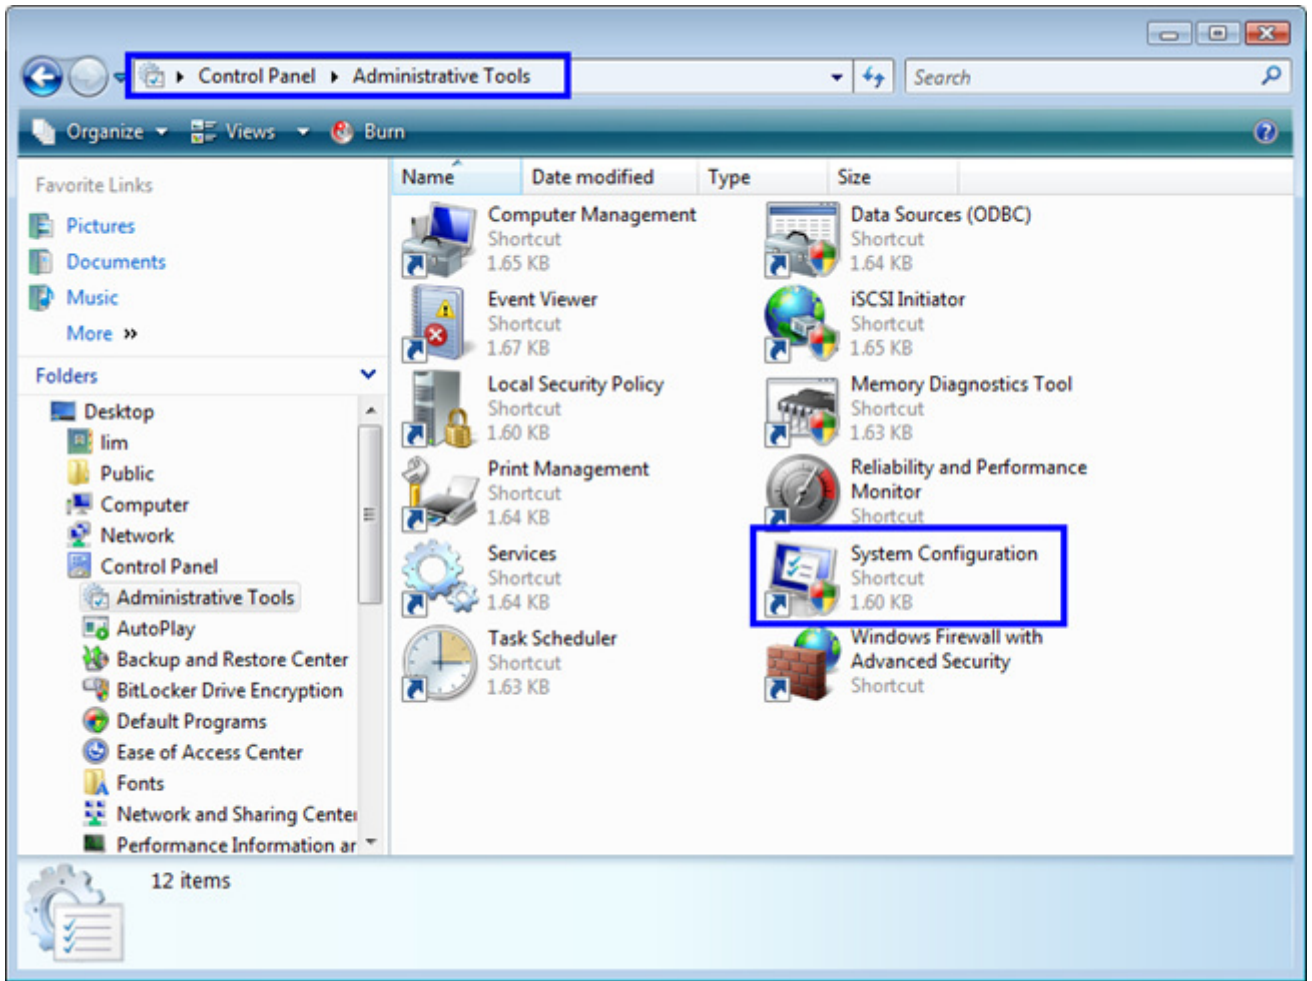 Control Panel Administrative Tools
Search
Organize Views Burn
Favorite Links
Pictures
Documents
Music
More »
Folders
Desktop
lim
Public
Computer
Network
Control Panel
Administrative Tools
AutoPlay
Backup and Restore Center
BitLocker Drive Encryption
Default Programs
Ease of Access Center
Fonts
Network and Sharing Center
Performance Information ar
Name Date modified Type Size
Computer Management
Shortcut
1.65 KB
Data Sources (ODBC)
Shortcut
1.64 KB
Event Viewer
Shortcut
1.67 KB
iSCSI Initiator
Shortcut
1.65 KB
Local Security Policy
Shortcut
1.60 KB
Memory Diagnostics Tool
Shortcut
1.63 KB
Print Management
Shortcut
1.64 KB
Reliability and Performance
Monitor
Shortcut
Services
Shortcut
1.64 KB
System Configuration
Shortcut
1.60 KB
Task Scheduler
Shortcut
1.63 KB
Windows Firewall with
Advanced Security
Shortcut
12 items